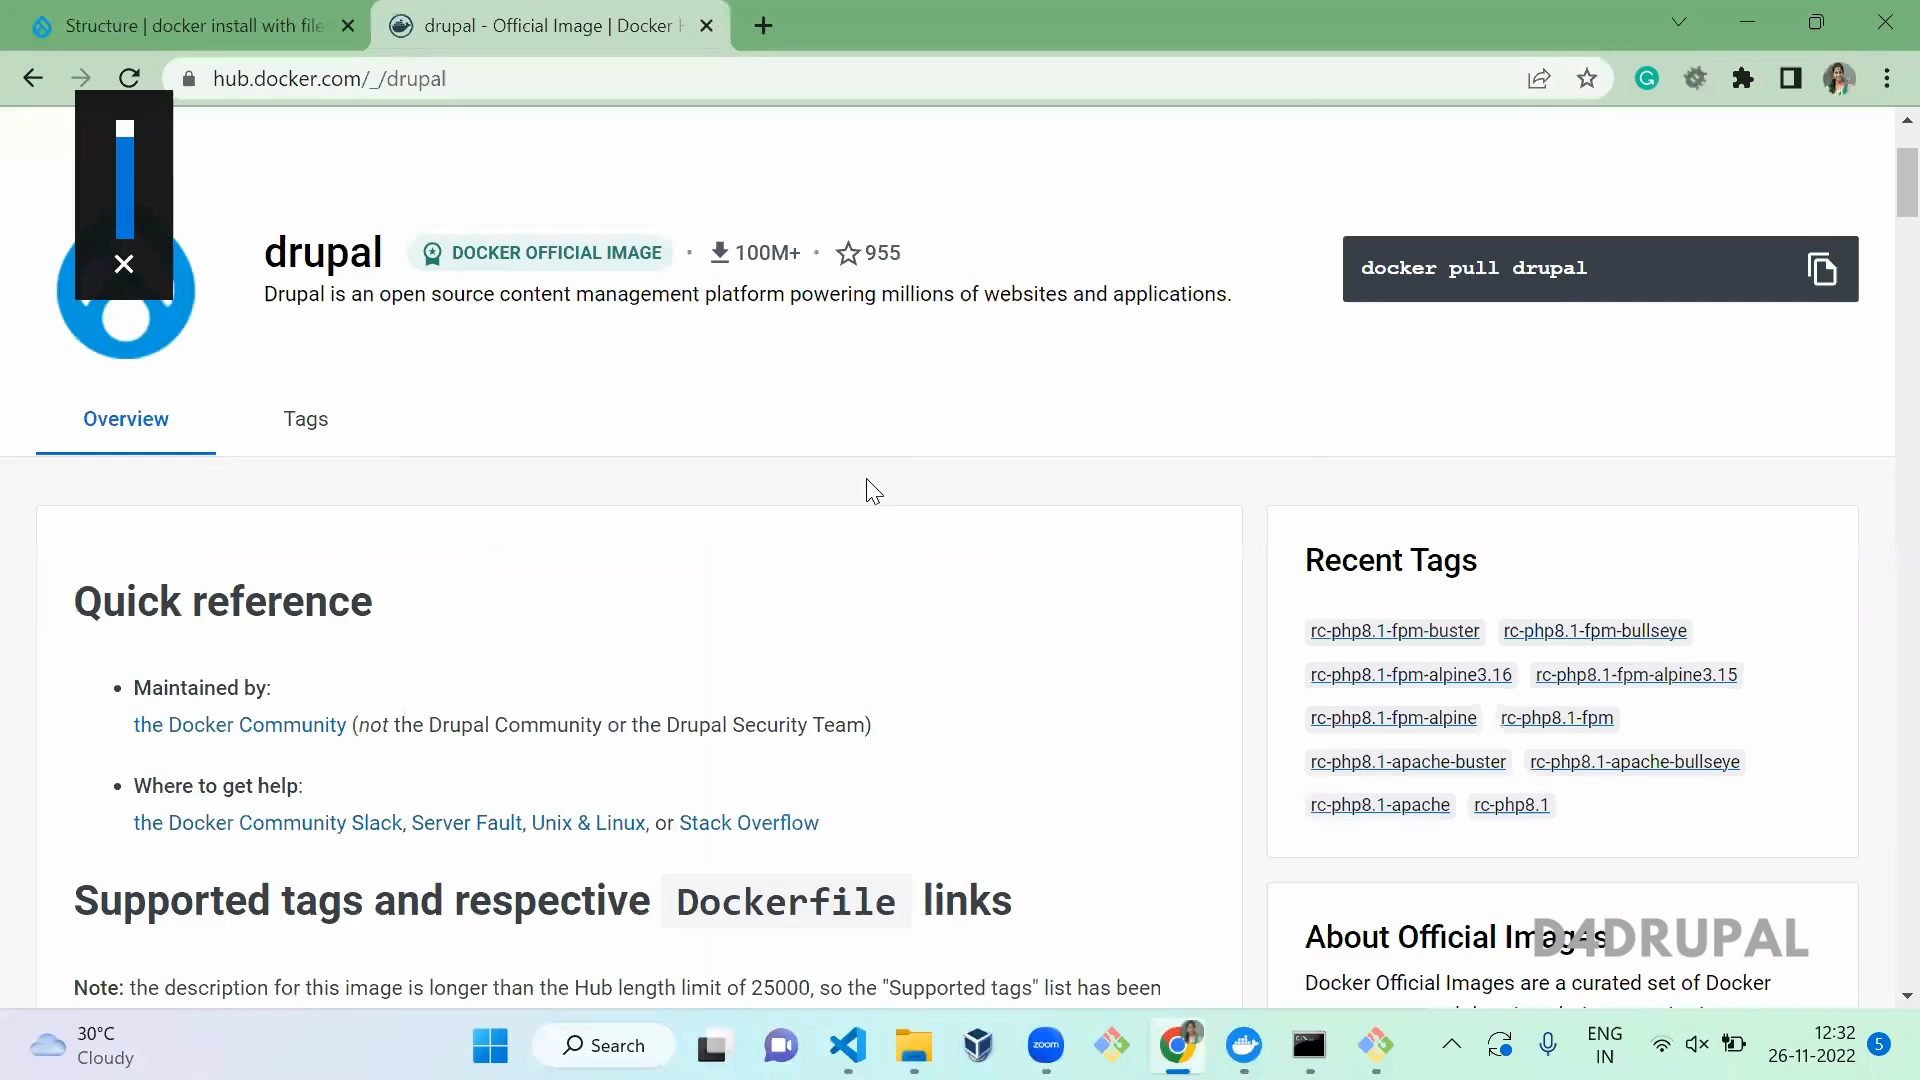 Structure | docker install with file
drupal - Official Image | Docker H
hub.docker.com/_/drupal
drupal
DOCKER OFFICIAL IMAGE
100M+
955
Drupal is an open source content management platform powering millions of websites and applications.
docker pull drupal
Overview
Tags
Quick reference
Maintained by:
the Docker Community (not the Drupal Community or the Drupal Security Team)
Where to get help:
the Docker Community Slack, Server Fault, Unix & Linux, or Stack Overflow
Supported tags and respective Dockerfile links
Note: the description for this image is longer than the Hub length limit of 25000, so the "Supported tags" list has been
Recent Tags
rc-php8.1-fpm-buster rc-php8.1-fpm-bullseye
rc-php8.1-fpm-alpine3.16 rc-php8.1-fpm-alpine3.15
rc-php8.1-fpm-alpine rc-php8.1-fpm
rc-php8.1-apache-buster rc-php8.1-apache-bullseye
rc-php8.1-apache rc-php8.1
About Official Images
D4DRUPAL
Docker Official Images are a curated set of Docker
30°C
Cloudy
Search
zoom
ENG
IN
12:32
26-11-2022
5